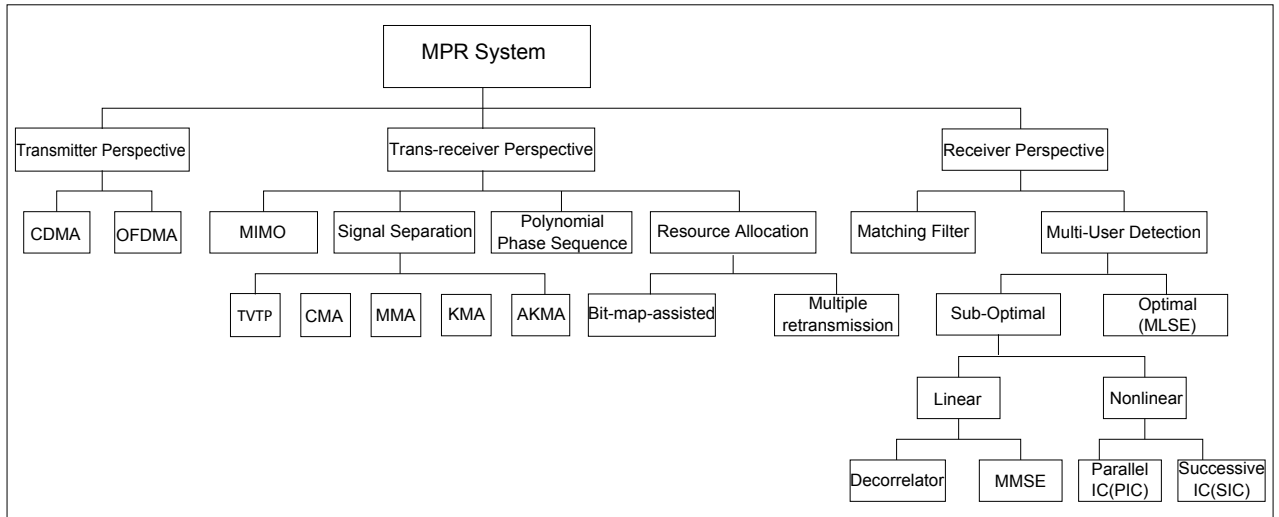 MPR System
Transmitter Perspective
Trans-receiver Perspective
Receiver Perspective
CDMA
OFDMA
MIMO
Signal Separation
Polynomial
Phase Sequence
Resource Allocation
Matching Filter
Multi-User Detection
TVTP
CMA
MMA
KMA
AKMA
Bit-map-assisted
Multiple
retransmission
Sub-Optimal
Optimal
(MLSE)
Linear
Nonlinear
Decorrelator
MMSE
Parallel
IC(PIC)
Successive
IC(SIC)